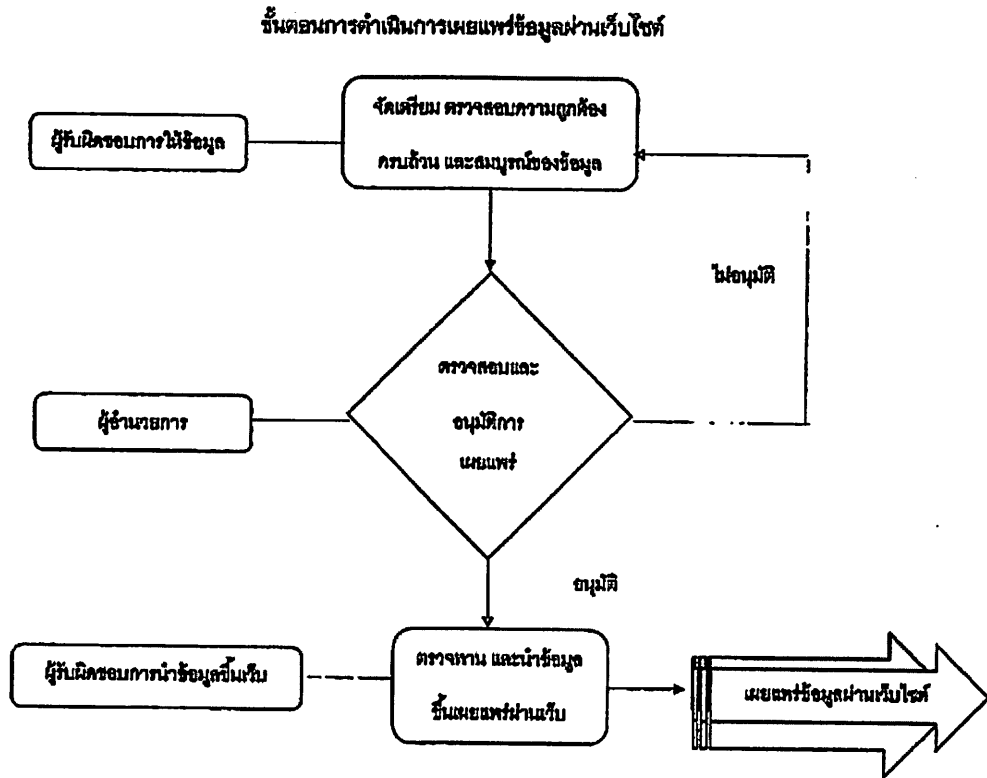 ขั้นตอนการดำเนินการเผยแพร่ข้อมูลผ่านเว็บไซต์
จัดเตรียม ตรวจสอบความถูกต้อง
ครบถ้วน และสมบูรณ์ของข้อมูล
ผู้รับผิดชอบการให้ข้อมูล
ไม่อนุมัติ
ตรวจสอบและ
อนุมัติการ
เผยแพร่
ผู้อำนวยการ
อนุมัติ
ตรวจทาน และนำข้อมูล
ขึ้นเผยแพร่ผ่านเว็บ
ผู้รับผิดชอบการนำข้อมูลขึ้นเว็บ
เผยแพร่ข้อมูลผ่านเว็บไซต์